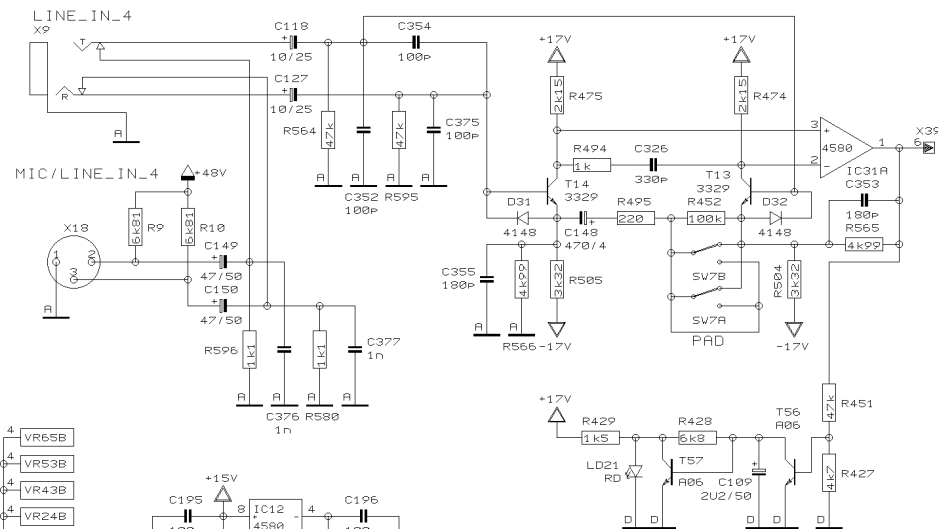 LINE_IN_4
X9
T
R
A
C118
+
10/25
C127
+
10/25
C354
100p
R564
47k
C352
100p
47k
R595
C375
100p
A
A
A
A
MIC/LINE_IN_4
+48V
X18
1
2
3
A
6k81
R9
6k81
R10
C149
+
47/50
C150
+
47/50
R596
1k1
1k1
C377
1n
A
A
A
A
C376
1n
R580
+17V
2k15
R475
+17V
2k15
R474
R494
1k
C326
330p
T14
3329
T13
3329
D31
4148
C148
+
470/4
R495
220
R452
100k
D32
4148
C355
180p
4k99
3k32
R505
A
A
R566
-17V
SW7B
SW7A
PAD
R504
3k32
-17V
3
+
2
-
4580
1
IC31A
X39
6
C353
180p
R565
4k99
+17V
R429
1k5
R428
6k8
T56
A06
47k
R451
LD21
RD
T57
A06
+
C109
2U2/50
4k7
R427
D
D
D
D
D
4
VR65B
4
VR53B
4
VR43B
4
VR24B
+15V
C195
8
+
IC12
4580
-
4
C196